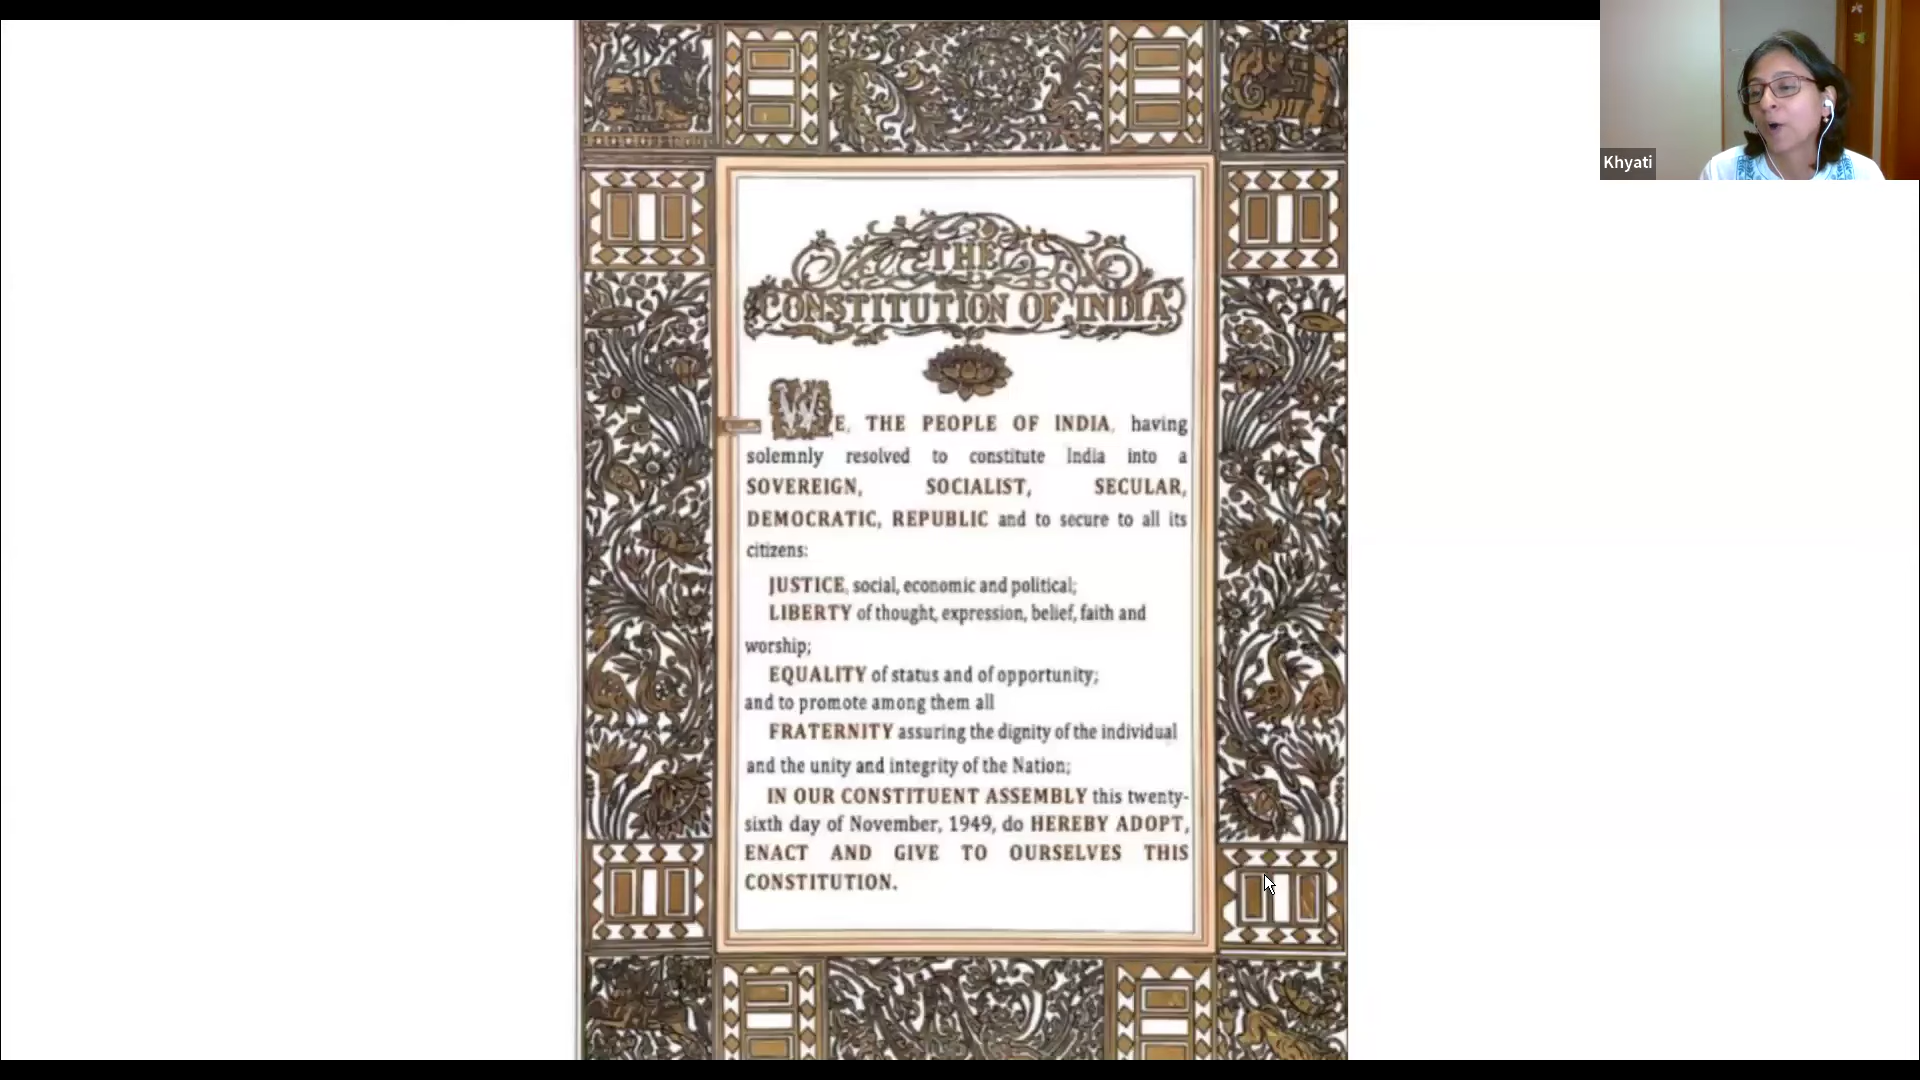 THE
CONSTITUTION OF INDIA
WE, THE PEOPLE OF INDIA, having
solemnly resolved to constitute India into a
SOVEREIGN, SOCIALIST, SECULAR,
DEMOCRATIC, REPUBLIC and to secure to all its
citizens:
JUSTICE, social, economic and political;
LIBERTY of thought, expression, belief, faith and
worship;
EQUALITY of status and of opportunity;
and to promote among them all
FRATERNITY assuring the dignity of the individual
and the unity and integrity of the Nation;
IN OUR CONSTITUENT ASSEMBLY this twenty-
sixth day of November, 1949, do HEREBY ADOPT,
ENACT AND GIVE TO OURSELVES THIS
CONSTITUTION.
Khyati